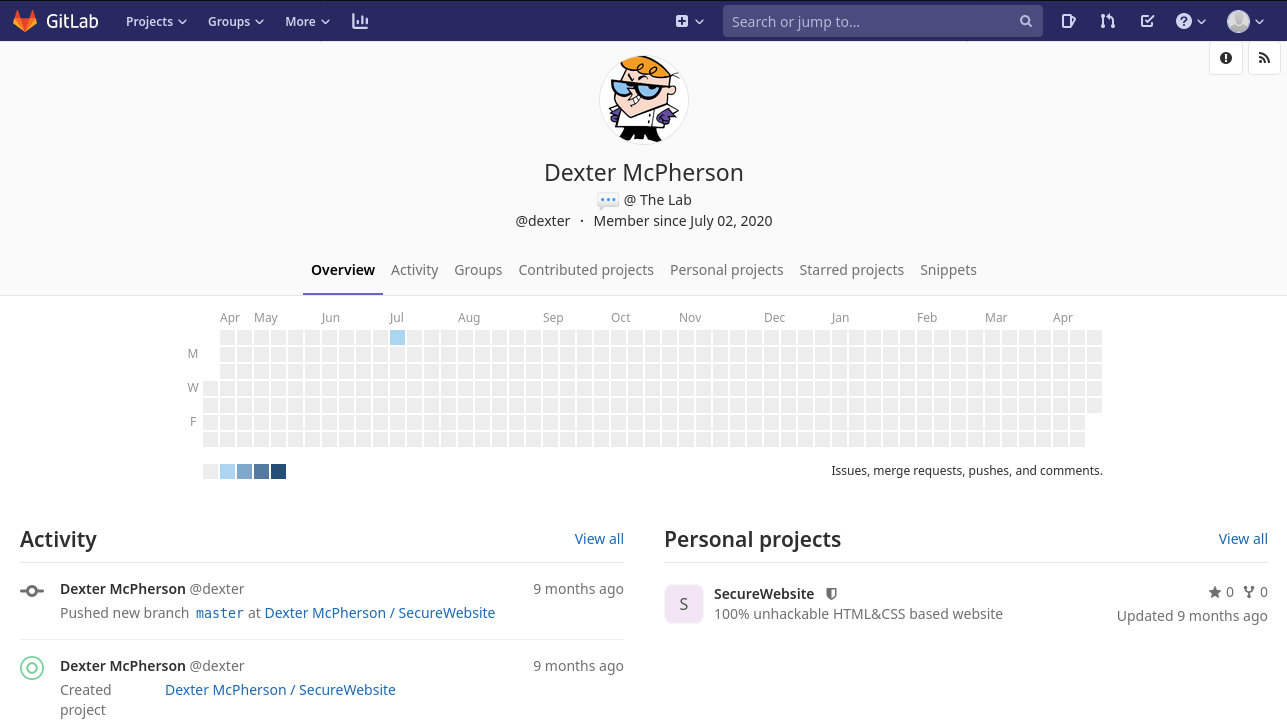 GitLab Projects Groups More Search or jump to...
Dexter McPherson
@ The Lab
@dexter · Member since July 02, 2020
Overview Activity Groups Contributed projects Personal projects Starred projects Snippets
Apr May Jun Jul Aug Sep Oct Nov Dec Jan Feb Mar Apr
M
W
F
Issues, merge requests, pushes, and comments.
Activity View all
Dexter McPherson @dexter 9 months ago
Pushed new branch master at Dexter McPherson / SecureWebsite
Dexter McPherson @dexter 9 months ago
Created project Dexter McPherson / SecureWebsite
Personal projects View all
S
SecureWebsite 0 0
100% unhackable HTML&CSS based website
Updated 9 months ago